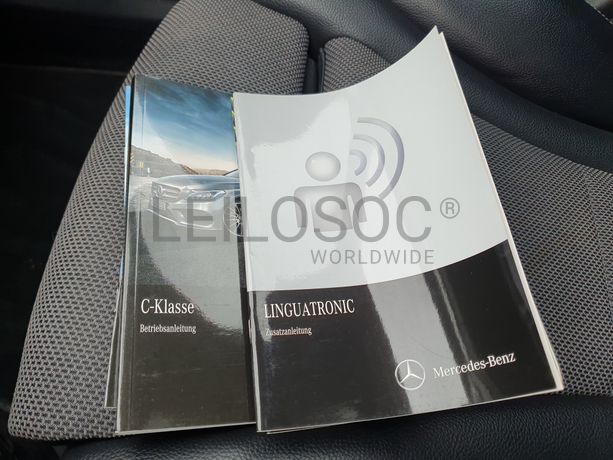 LEILOSOC®
WORLDWIDE
C-Klasse
Betriebsanleitung
LINGUATRONIC
Zusatzanleitung
Mercedes-Benz